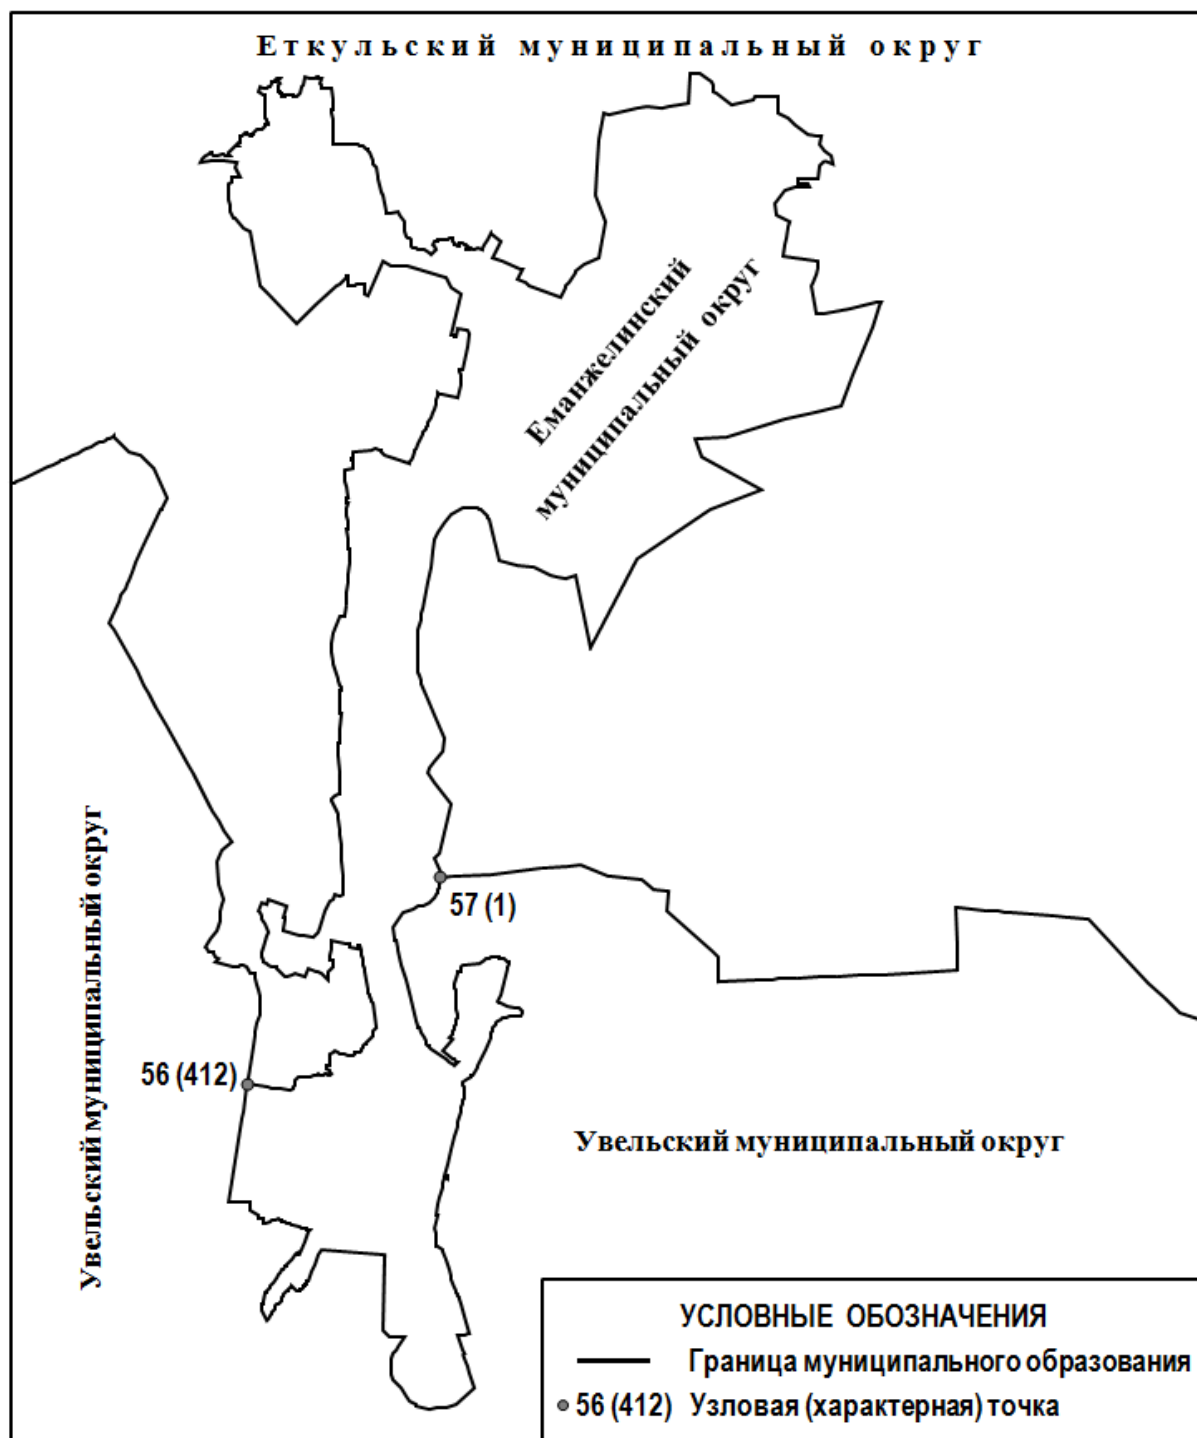 Еткульский муниципальный округ
Еманжелинский
муниципальный округ
Увельский муниципальный округ
57 (1)
56 (412)
Увельский муниципальный округ
УСЛОВНЫЕ ОБОЗНАЧЕНИЯ
Граница муниципального образования
56 (412) Узловая (характерная) точка